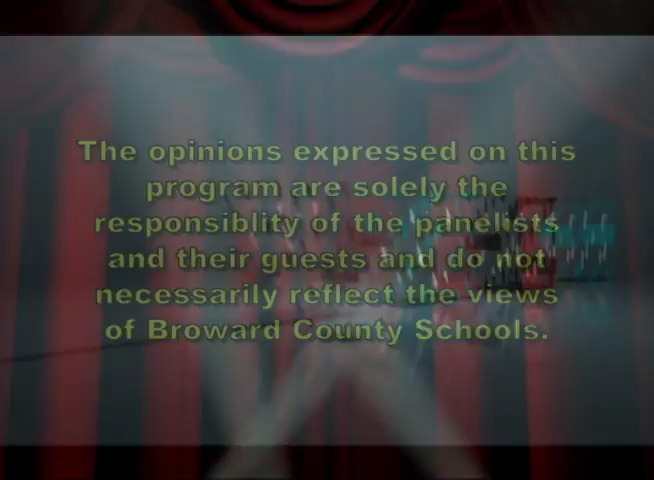 The opinions expressed on this
program are solely the
responsiblity of the panelists
and their guests and do not
necessarily reflect the views
of Broward County Schools.